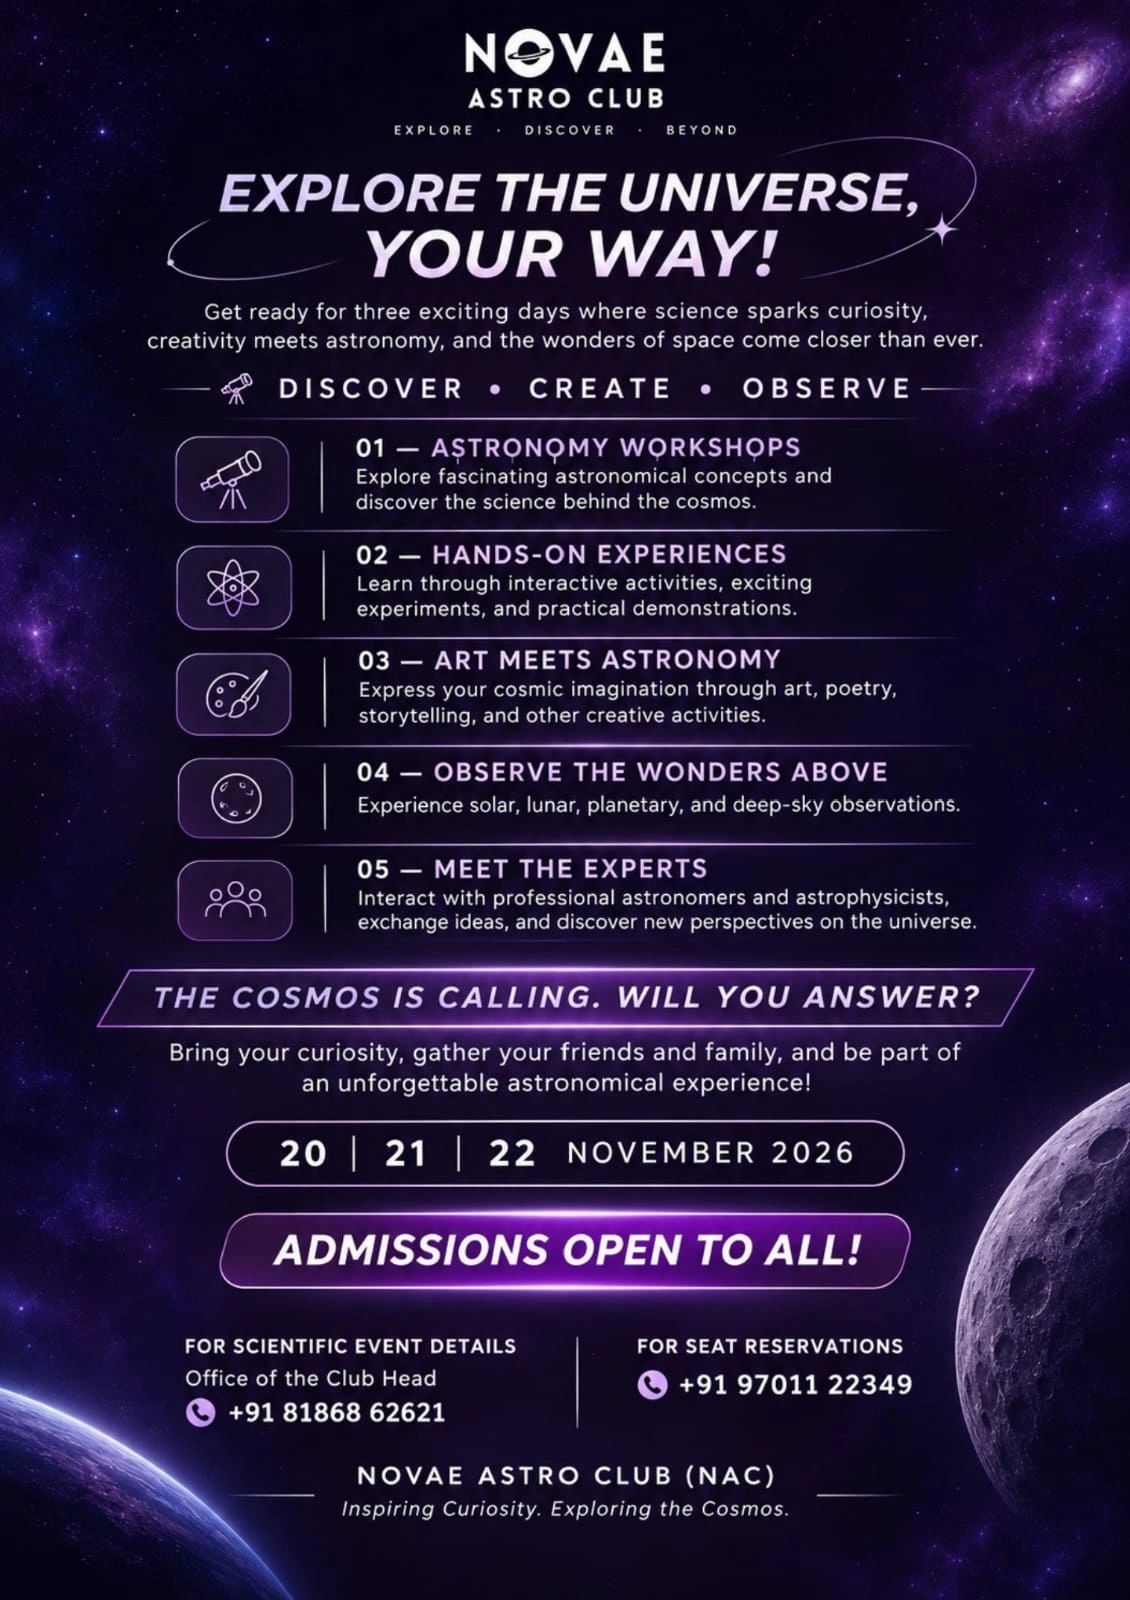 NOVAE
ASTRO CLUB
EXPLORE · DISCOVER · BEYOND
EXPLORE THE UNIVERSE,
YOUR WAY!
Get ready for three exciting days where science sparks curiosity,
creativity meets astronomy, and the wonders of space come closer than ever.
DISCOVER • CREATE • OBSERVE
01 — ASTRONOMY WORKSHOPS
Explore fascinating astronomical concepts and
discover the science behind the cosmos.
02 — HANDS-ON EXPERIENCES
Learn through interactive activities, exciting
experiments, and practical demonstrations.
03 — ART MEETS ASTRONOMY
Express your cosmic imagination through art, poetry,
storytelling, and other creative activities.
04 — OBSERVE THE WONDERS ABOVE
Experience solar, lunar, planetary, and deep-sky observations.
05 — MEET THE EXPERTS
Interact with professional astronomers and astrophysicists,
exchange ideas, and discover new perspectives on the universe.
THE COSMOS IS CALLING. WILL YOU ANSWER?
Bring your curiosity, gather your friends and family, and be part of
an unforgettable astronomical experience!
20 | 21 | 22 NOVEMBER 2026
ADMISSIONS OPEN TO ALL!
FOR SCIENTIFIC EVENT DETAILS
Office of the Club Head
+91 81868 62621
FOR SEAT RESERVATIONS
+91 97011 22349
NOVAE ASTRO CLUB (NAC)
Inspiring Curiosity. Exploring the Cosmos.